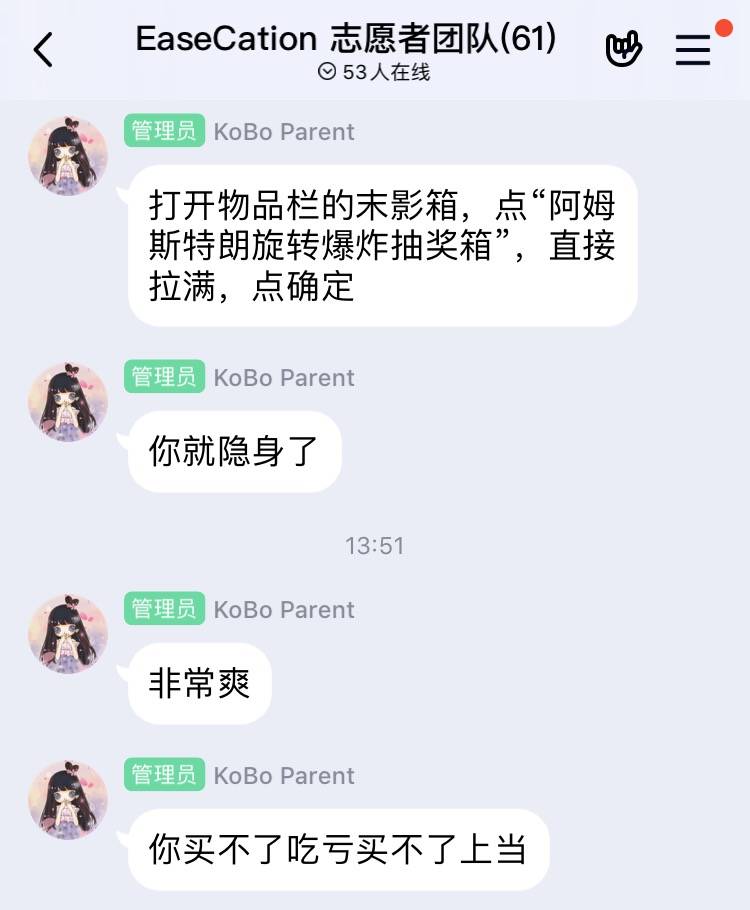 EaseCation 志愿者团队(61)
53人在线
管理员 KoBo Parent
打开物品栏的末影箱，点“阿姆
斯特朗旋转爆炸抽奖箱”，直接
拉满，点确定
管理员 KoBo Parent
你就隐身了
13:51
管理员 KoBo Parent
非常爽
管理员 KoBo Parent
你买不了吃亏买不了上当